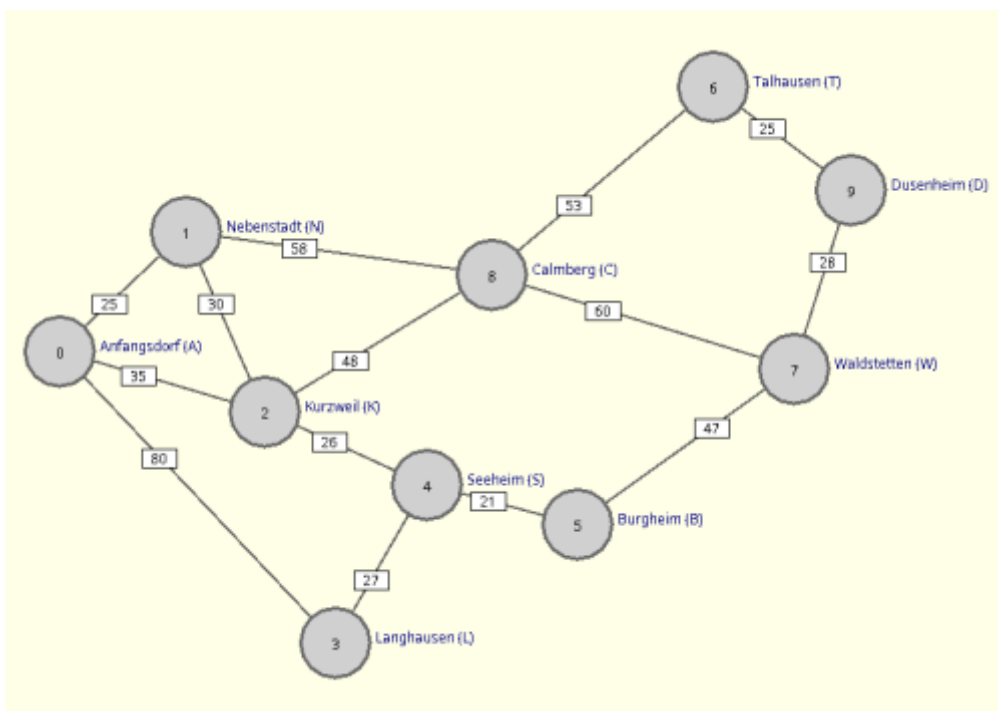 6
Talhausen (T)
25
9
Dusenheim (D)
53
1
Nebenstadt (N)
58
8
Calmberg (C)
28
25
30
60
0
Anfangsdorf (A)
35
48
7
Waldstetten (W)
2
Kurzweil (K)
26
47
80
4
Seeheim (S)
21
5
Burgheim (B)
27
3
Langhausen (L)